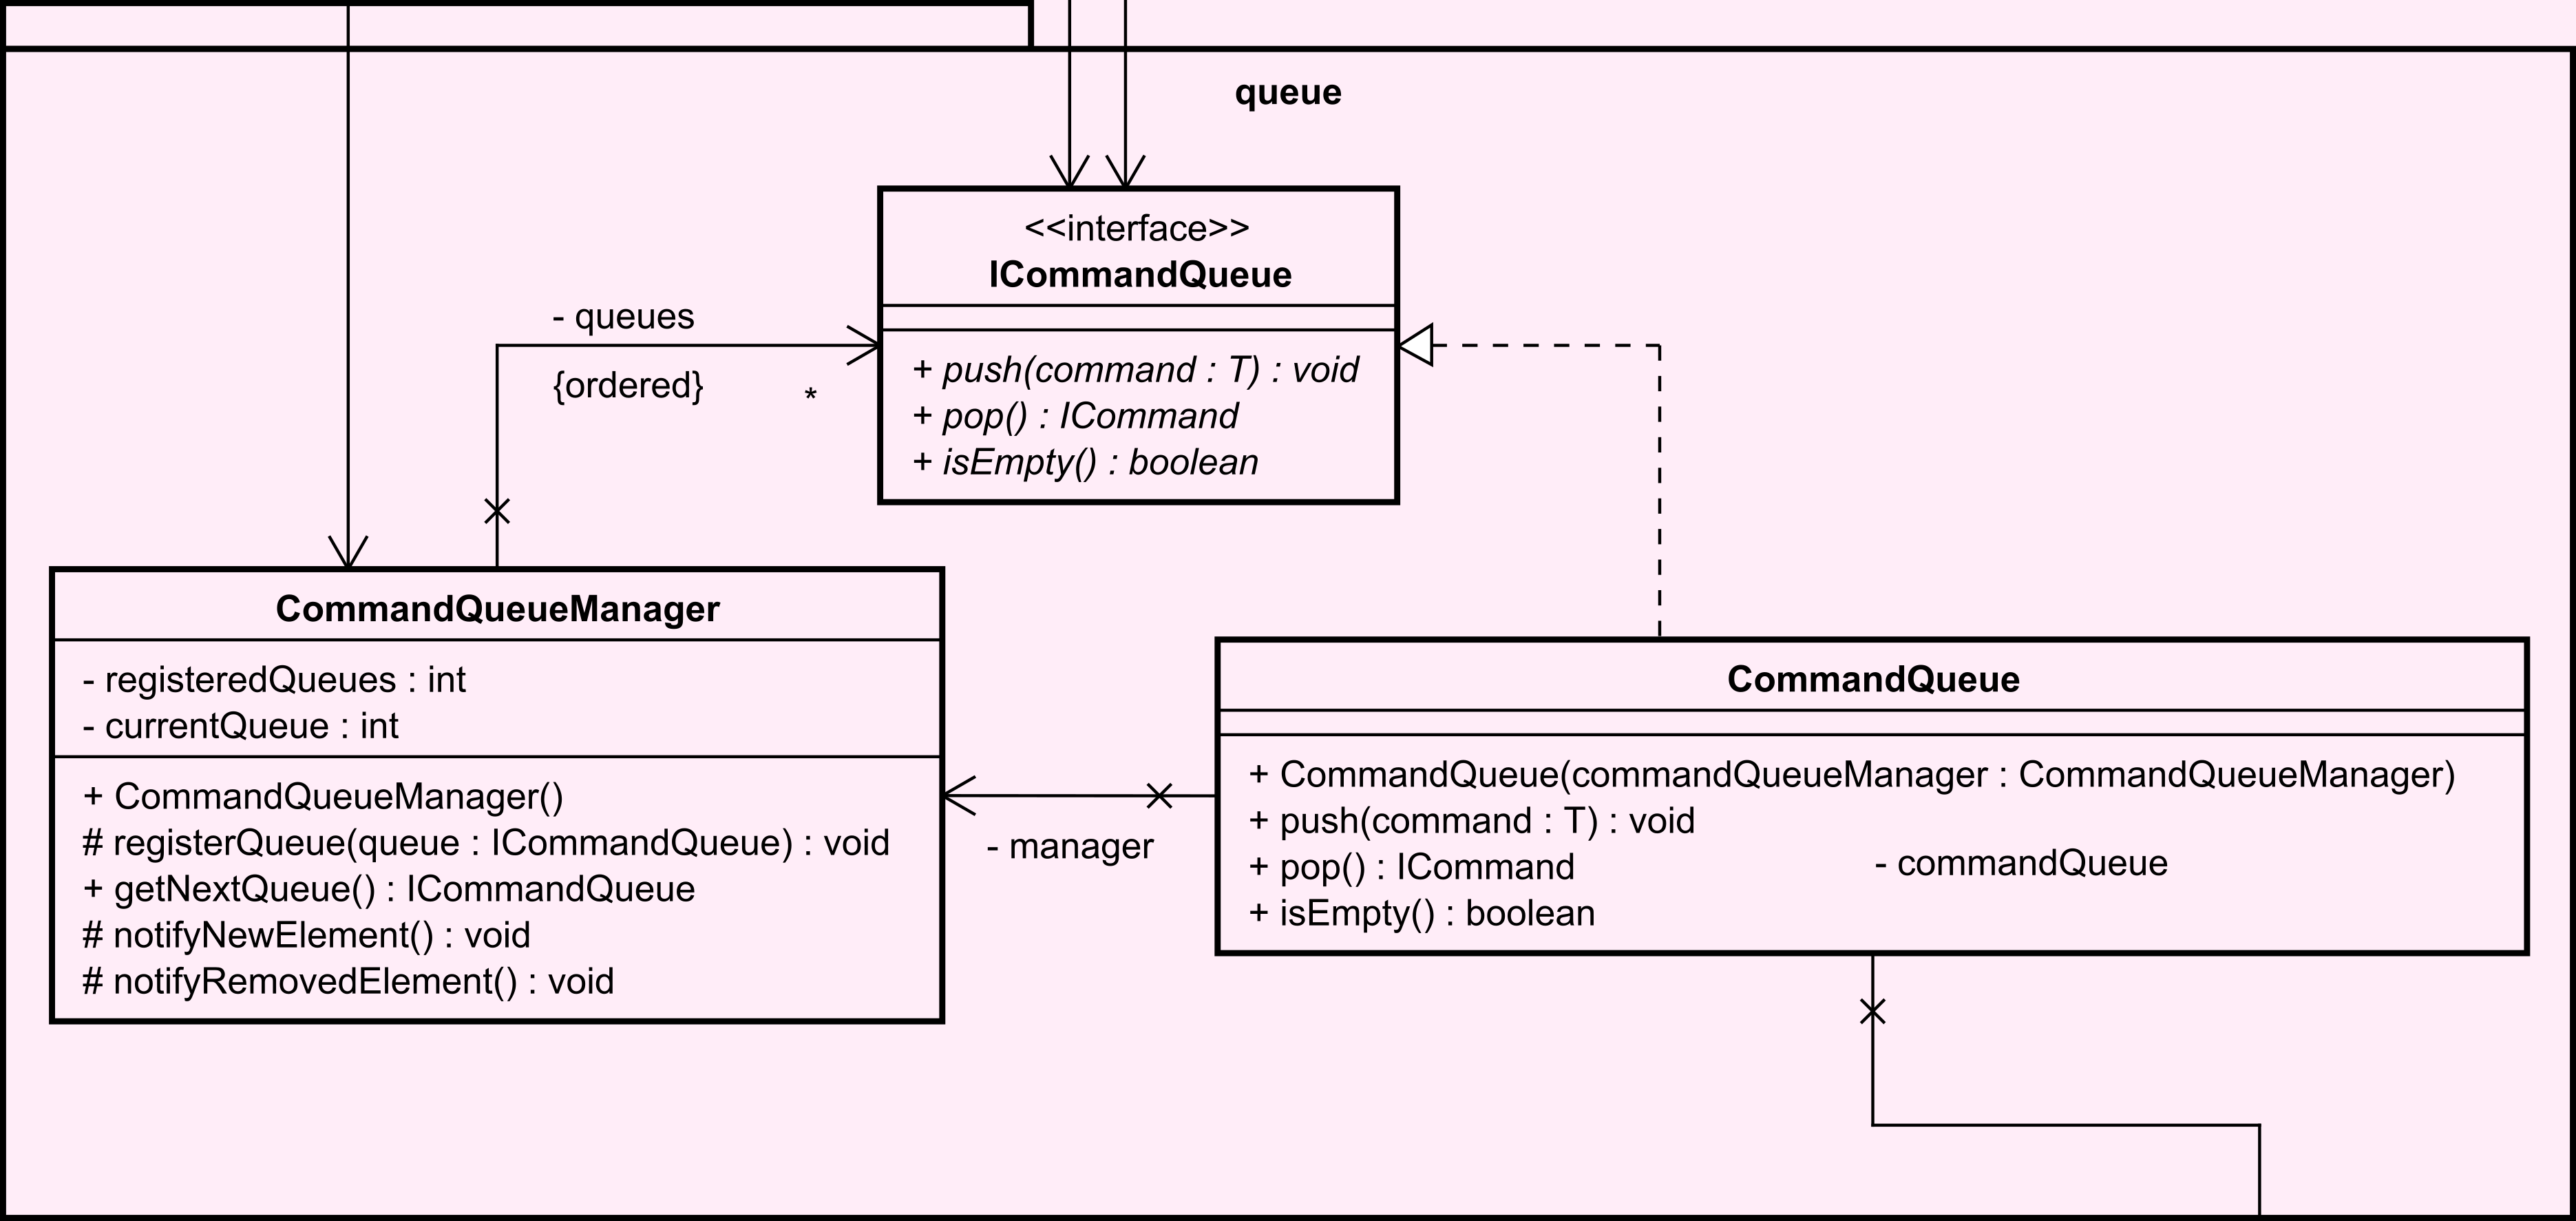 queue
<<interface>>
ICommandQueue
+ push(command : T) : void
+ pop() : ICommand
+ isEmpty() : boolean
- queues
{ordered}
*
CommandQueueManager
- registeredQueues : int
- currentQueue : int
+ CommandQueueManager()
# registerQueue(queue : ICommandQueue) : void
+ getNextQueue() : ICommandQueue
# notifyNewElement() : void
# notifyRemovedElement() : void
- manager
CommandQueue
+ CommandQueue(commandQueueManager : CommandQueueManager)
+ push(command : T) : void
+ pop() : ICommand
+ isEmpty() : boolean
- commandQueue